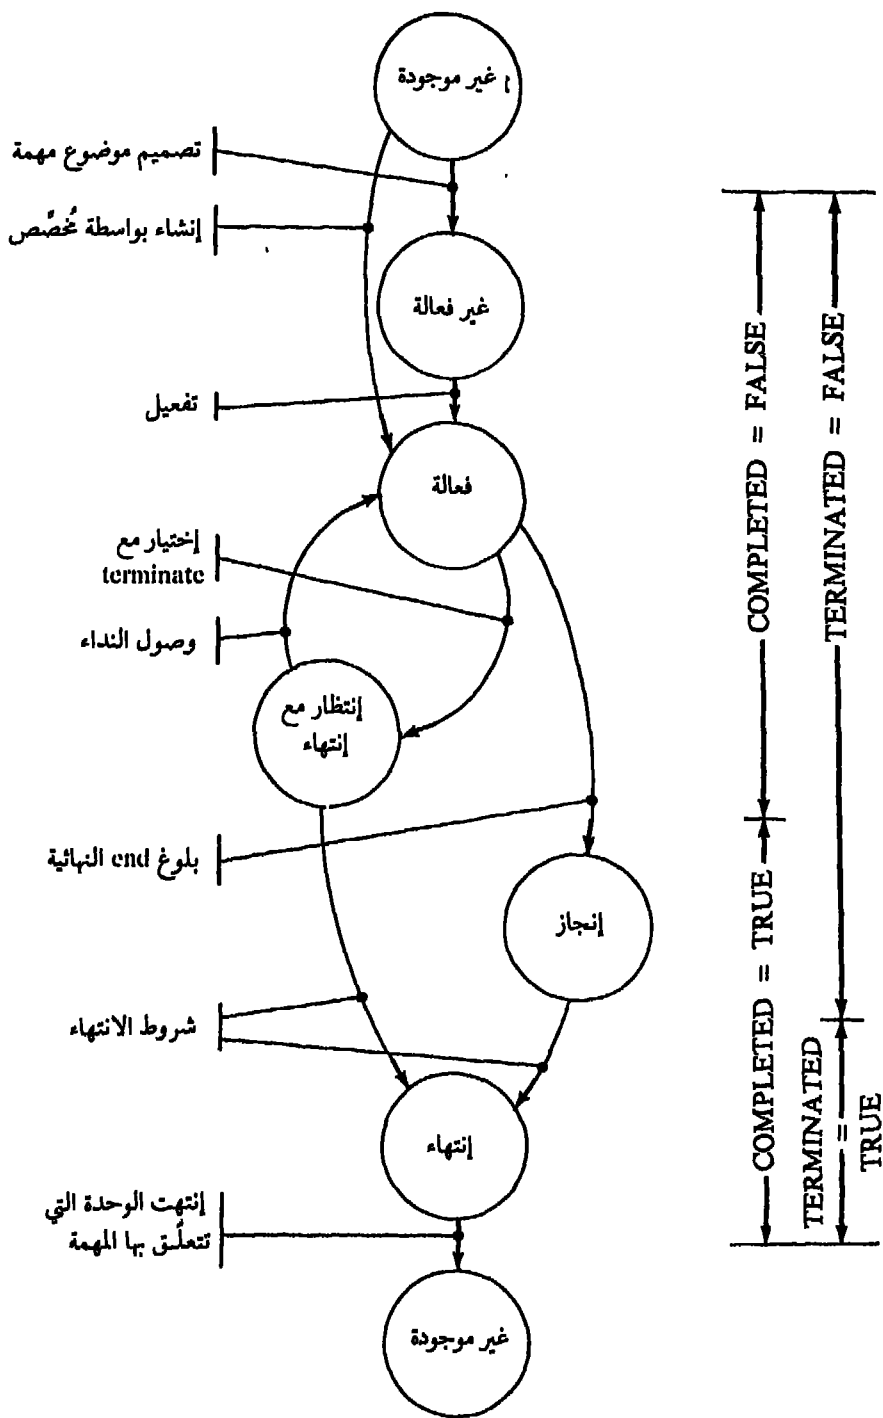 غير موجودة
تصميم موضوع مهمة
إنشاء بواسطة مُخصَّص
غير فعالة
تفعيل
فعالة
إختيار مع
terminate
وصول النداء
إنتظار مع
إنتهاء
بلوغ end النهائية
إنجاز
شروط الانتهاء
إنتهاء
إنتهت الوحدة التي
تتعلّق بها المهمة
غير موجودة
COMPLETED = FALSE
TERMINATED = FALSE
COMPLETED = TRUE
TERMINATED
=
TRUE